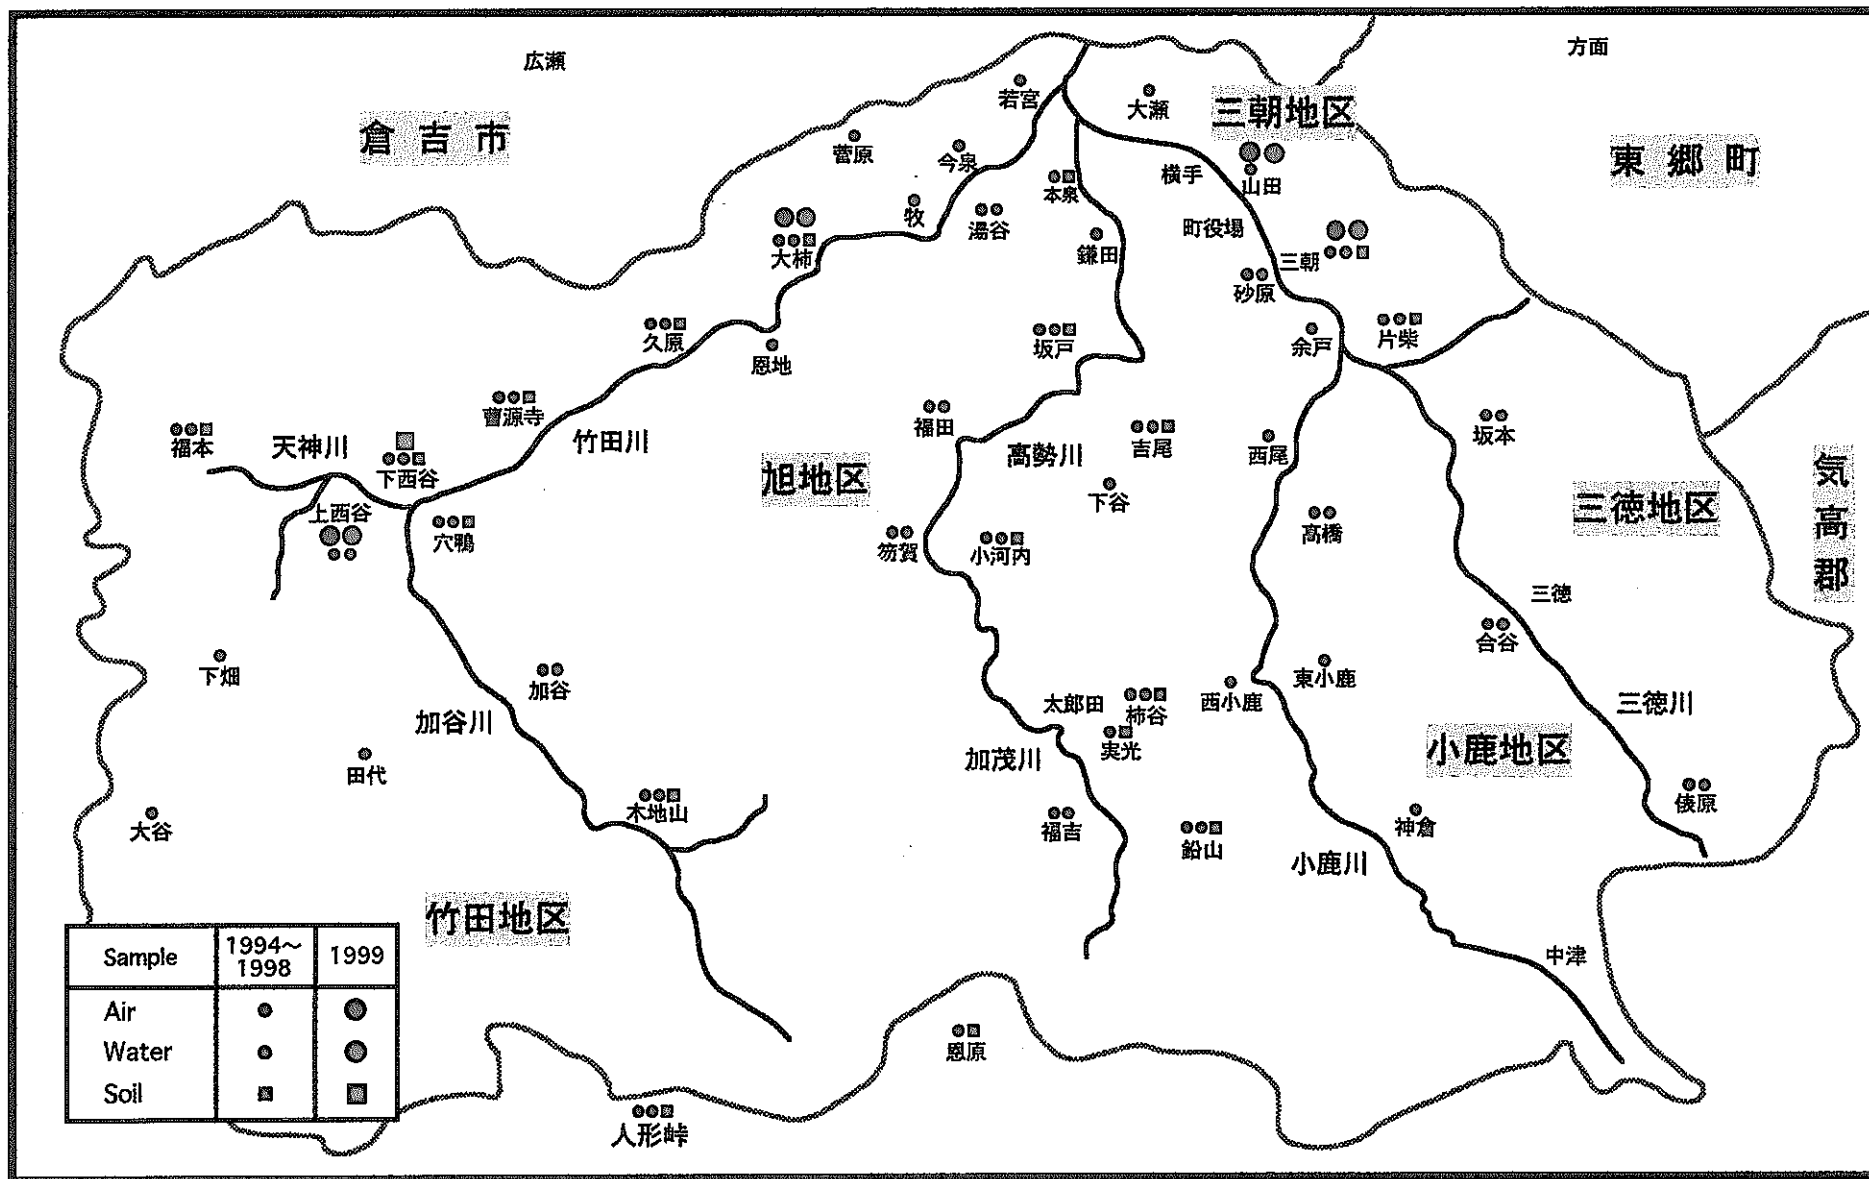 広瀬
方面
倉吉市
若宮
大瀬
三朝地区
菅原
今泉
東郷町
本泉
横手
山田
牧
湯谷
町役場
大柿
鎌田
三朝
砂原
久原
恩地
坂戸
余戸
片柴
曹源寺
福本
天神川
竹田川
福田
高勢川
吉尾
西尾
坂本
下西谷
旭地区
気高郡
下谷
三徳地区
上西谷
穴鴨
笏賀
小河内
高橋
三徳
合谷
下畑
加谷
東小鹿
加谷川
太郎田
柿谷
西小鹿
三徳川
実光
加茂川
小鹿地区
田代
木地山
俵原
大谷
福吉
鉛山
神倉
小鹿川
竹田地区
中津
恩原
人形峠
Sample
1994～
1998
1999
Air
Water
Soil